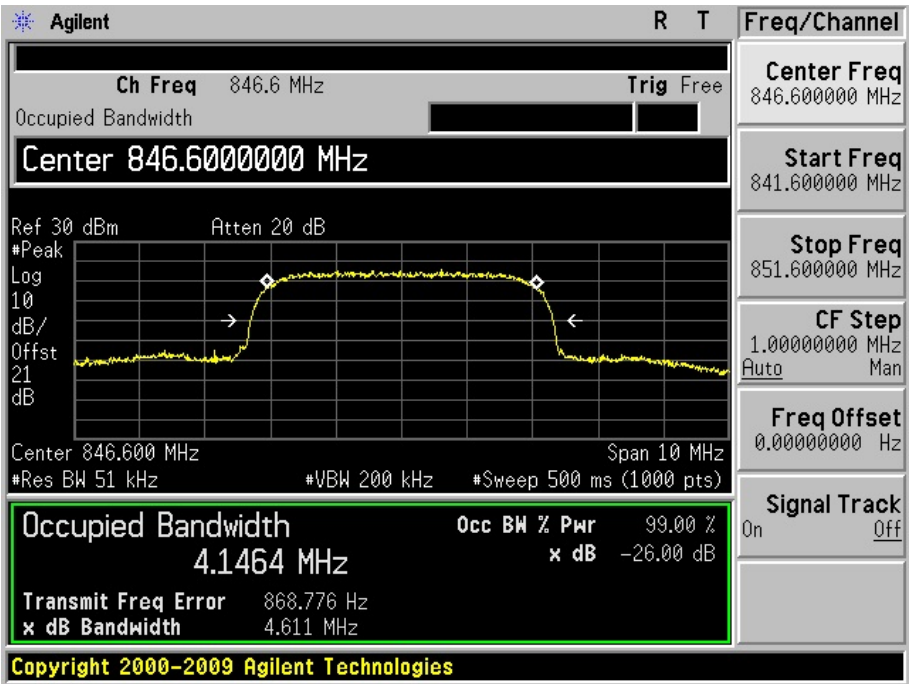 Agilent R T
Ch Freq 846.6 MHz Trig Free
Occupied Bandwidth
Center 846.6000000 MHz
Ref 30 dBm Atten 20 dB
#Peak
Log
10
dB/
Offst
21
dB
Center 846.600 MHz Span 10 MHz
#Res BW 51 kHz #VBW 200 kHz #Sweep 500 ms (1000 pts)
Occupied Bandwidth Occ BW % Pwr 99.00 %
4.1464 MHz x dB -26.00 dB
Transmit Freq Error 868.776 Hz
x dB Bandwidth 4.611 MHz
Copyright 2000-2009 Agilent Technologies
Freq/Channel
Center Freq
846.600000 MHz
Start Freq
841.600000 MHz
Stop Freq
851.600000 MHz
CF Step
1.00000000 MHz
Auto Man
Freq Offset
0.00000000 Hz
Signal Track
On Off